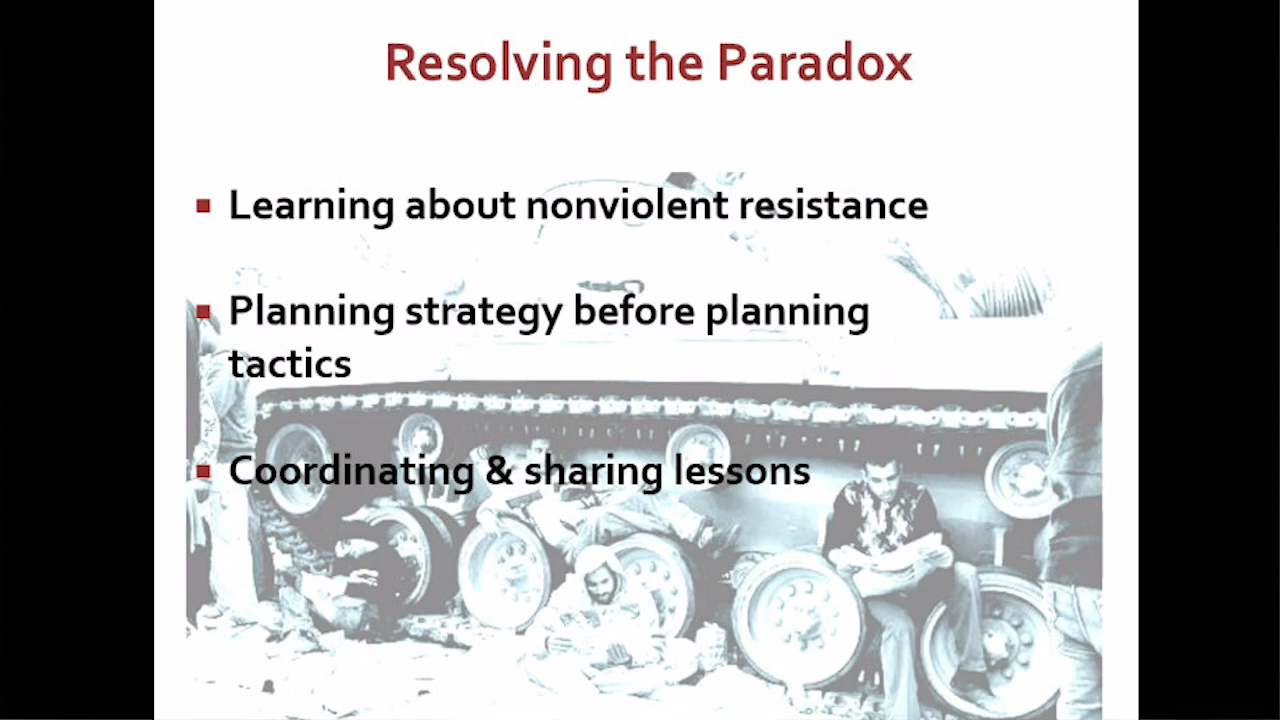 Resolving the Paradox
Learning about nonviolent resistance
Planning strategy before planning
tactics
Coordinating & sharing lessons